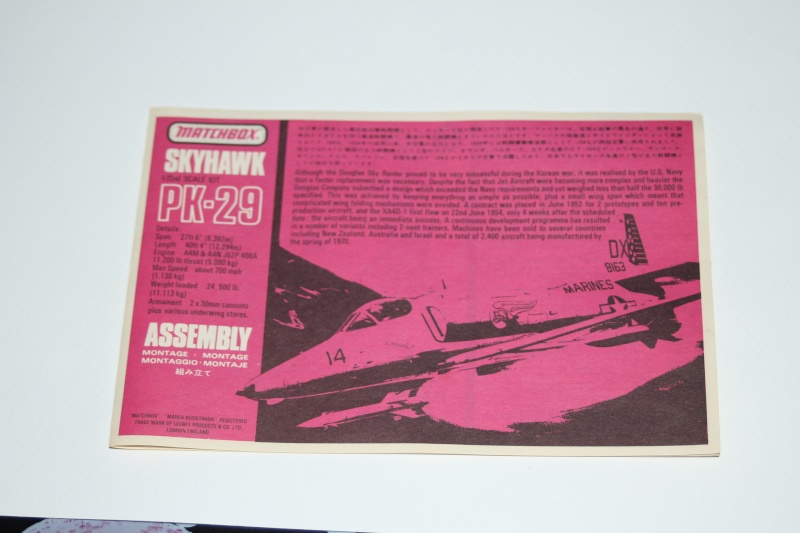 MATCHBOX
SKYHAWK
1/32nd SCALE KIT
PK-29
Details:
Span 27ft 6" (8.382m)
Length 40ft 4" (12.294m)
Engine A4M & A4N J52P 408A
11,200 lb thrust (5.080 kg)
Max Speed about 700 mph
(1.130 kg)
Weight loaded 24,500 lb.
(11.113 kg)
Armament 2 x 30mm cannons
plus various underwing stores.
ASSEMBLY
MONTAGE · MONTAGE
MONTAGGIO · MONTAJE
組み立て
"MATCHBOX", "MARCA REGISTRADA" REGISTERED
TRADE MARK OF LESNEY PRODUCTS & CO. LTD.
LONDON, ENGLAND
Although the Douglas Sky Raider proved to be very successful during the Korean war, it was realised by the U.S. Navy
that a faster replacement was necessary. Despite the fact that Jet Aircraft were becoming more complex and heavier the
Douglas Company submitted a design which exceeded the Navy requirements and yet weighed less than half the 30,000 lb
specified. This was achieved by keeping everything as simple as possible, plus a small wing span which meant that
complicated wing folding mechanisms were avoided. A contract was placed in June 1952 for 2 prototypes and ten pre-
production aircraft, and the XA4D-1 first flew on 22nd June 1954, only 4 weeks after the scheduled
date: the aircraft being an immediate success. A continuous development programme has resulted
in a number of variants including 2-seat trainers. Machines have been sold to several countries
including New Zealand, Australia and Israel and a total of 2,400 aircraft being manufactured by
the spring of 1970.
DX
8163
MARINES
14